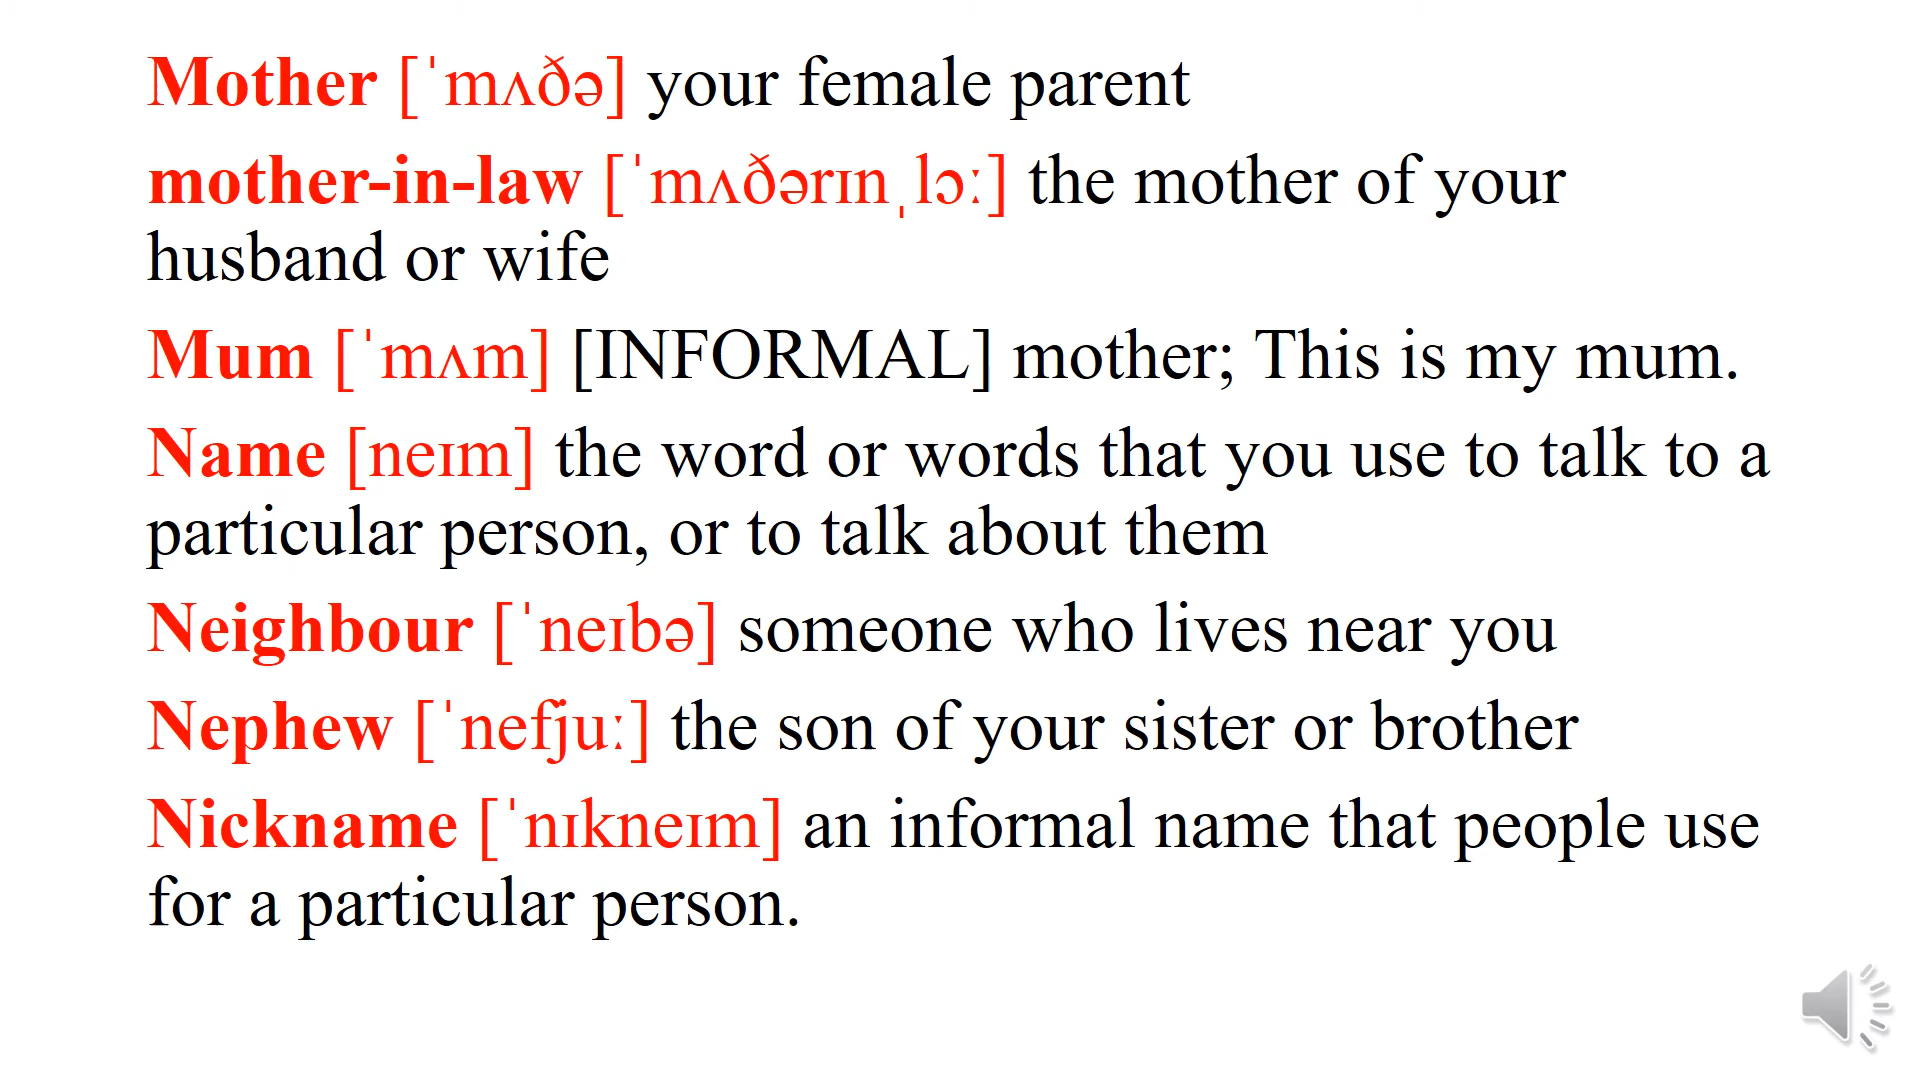 Mother [ˈmʌðə] your female parent
mother-in-law [ˈmʌðərɪnˌlɔː] the mother of your
husband or wife
Mum [ˈmʌm] [INFORMAL] mother; This is my mum.
Name [neɪm] the word or words that you use to talk to a
particular person, or to talk about them
Neighbour [ˈneɪbə] someone who lives near you
Nephew [ˈnefjuː] the son of your sister or brother
Nickname [ˈnɪkneɪm] an informal name that people use
for a particular person.